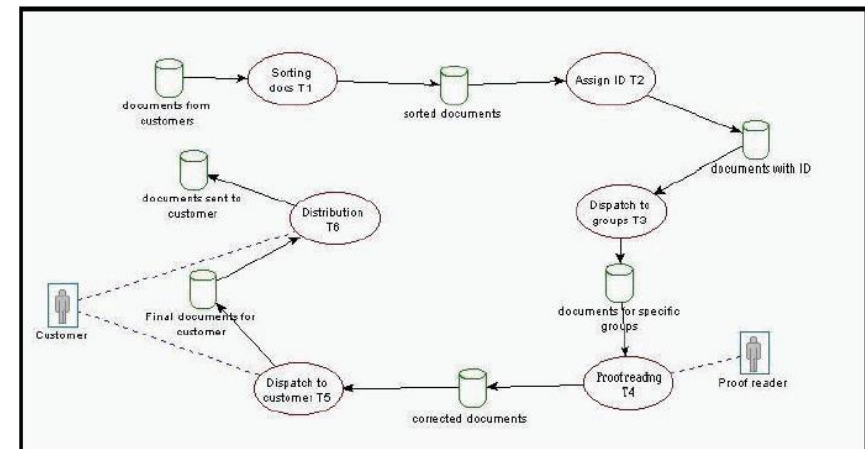 documents from
customers
Sorting
docs T1
sorted documents
Assign ID T2
documents with ID
Dispatch to
groups T3
documents for specific
groups
Proofreading
T4
Proof reader
corrected documents
Dispatch to
customer T5
Final documents for
customer
Customer
Distribution
T6
documents sent to
customer